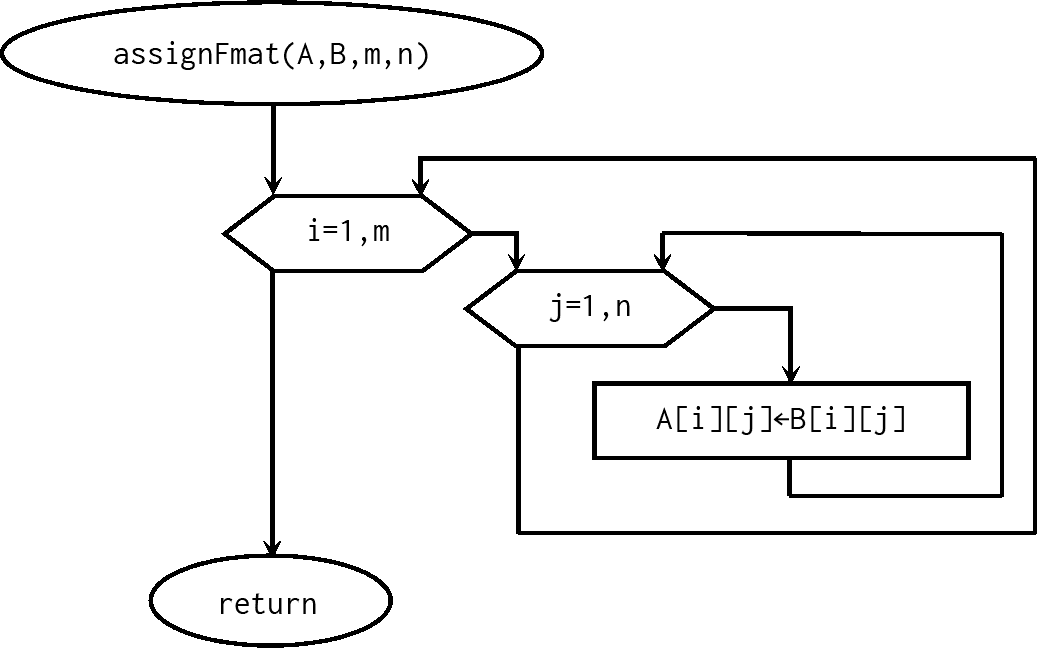 assignFmat(A,B,m,n)
i=1,m
j=1,n
A[i][j]←B[i][j]
return